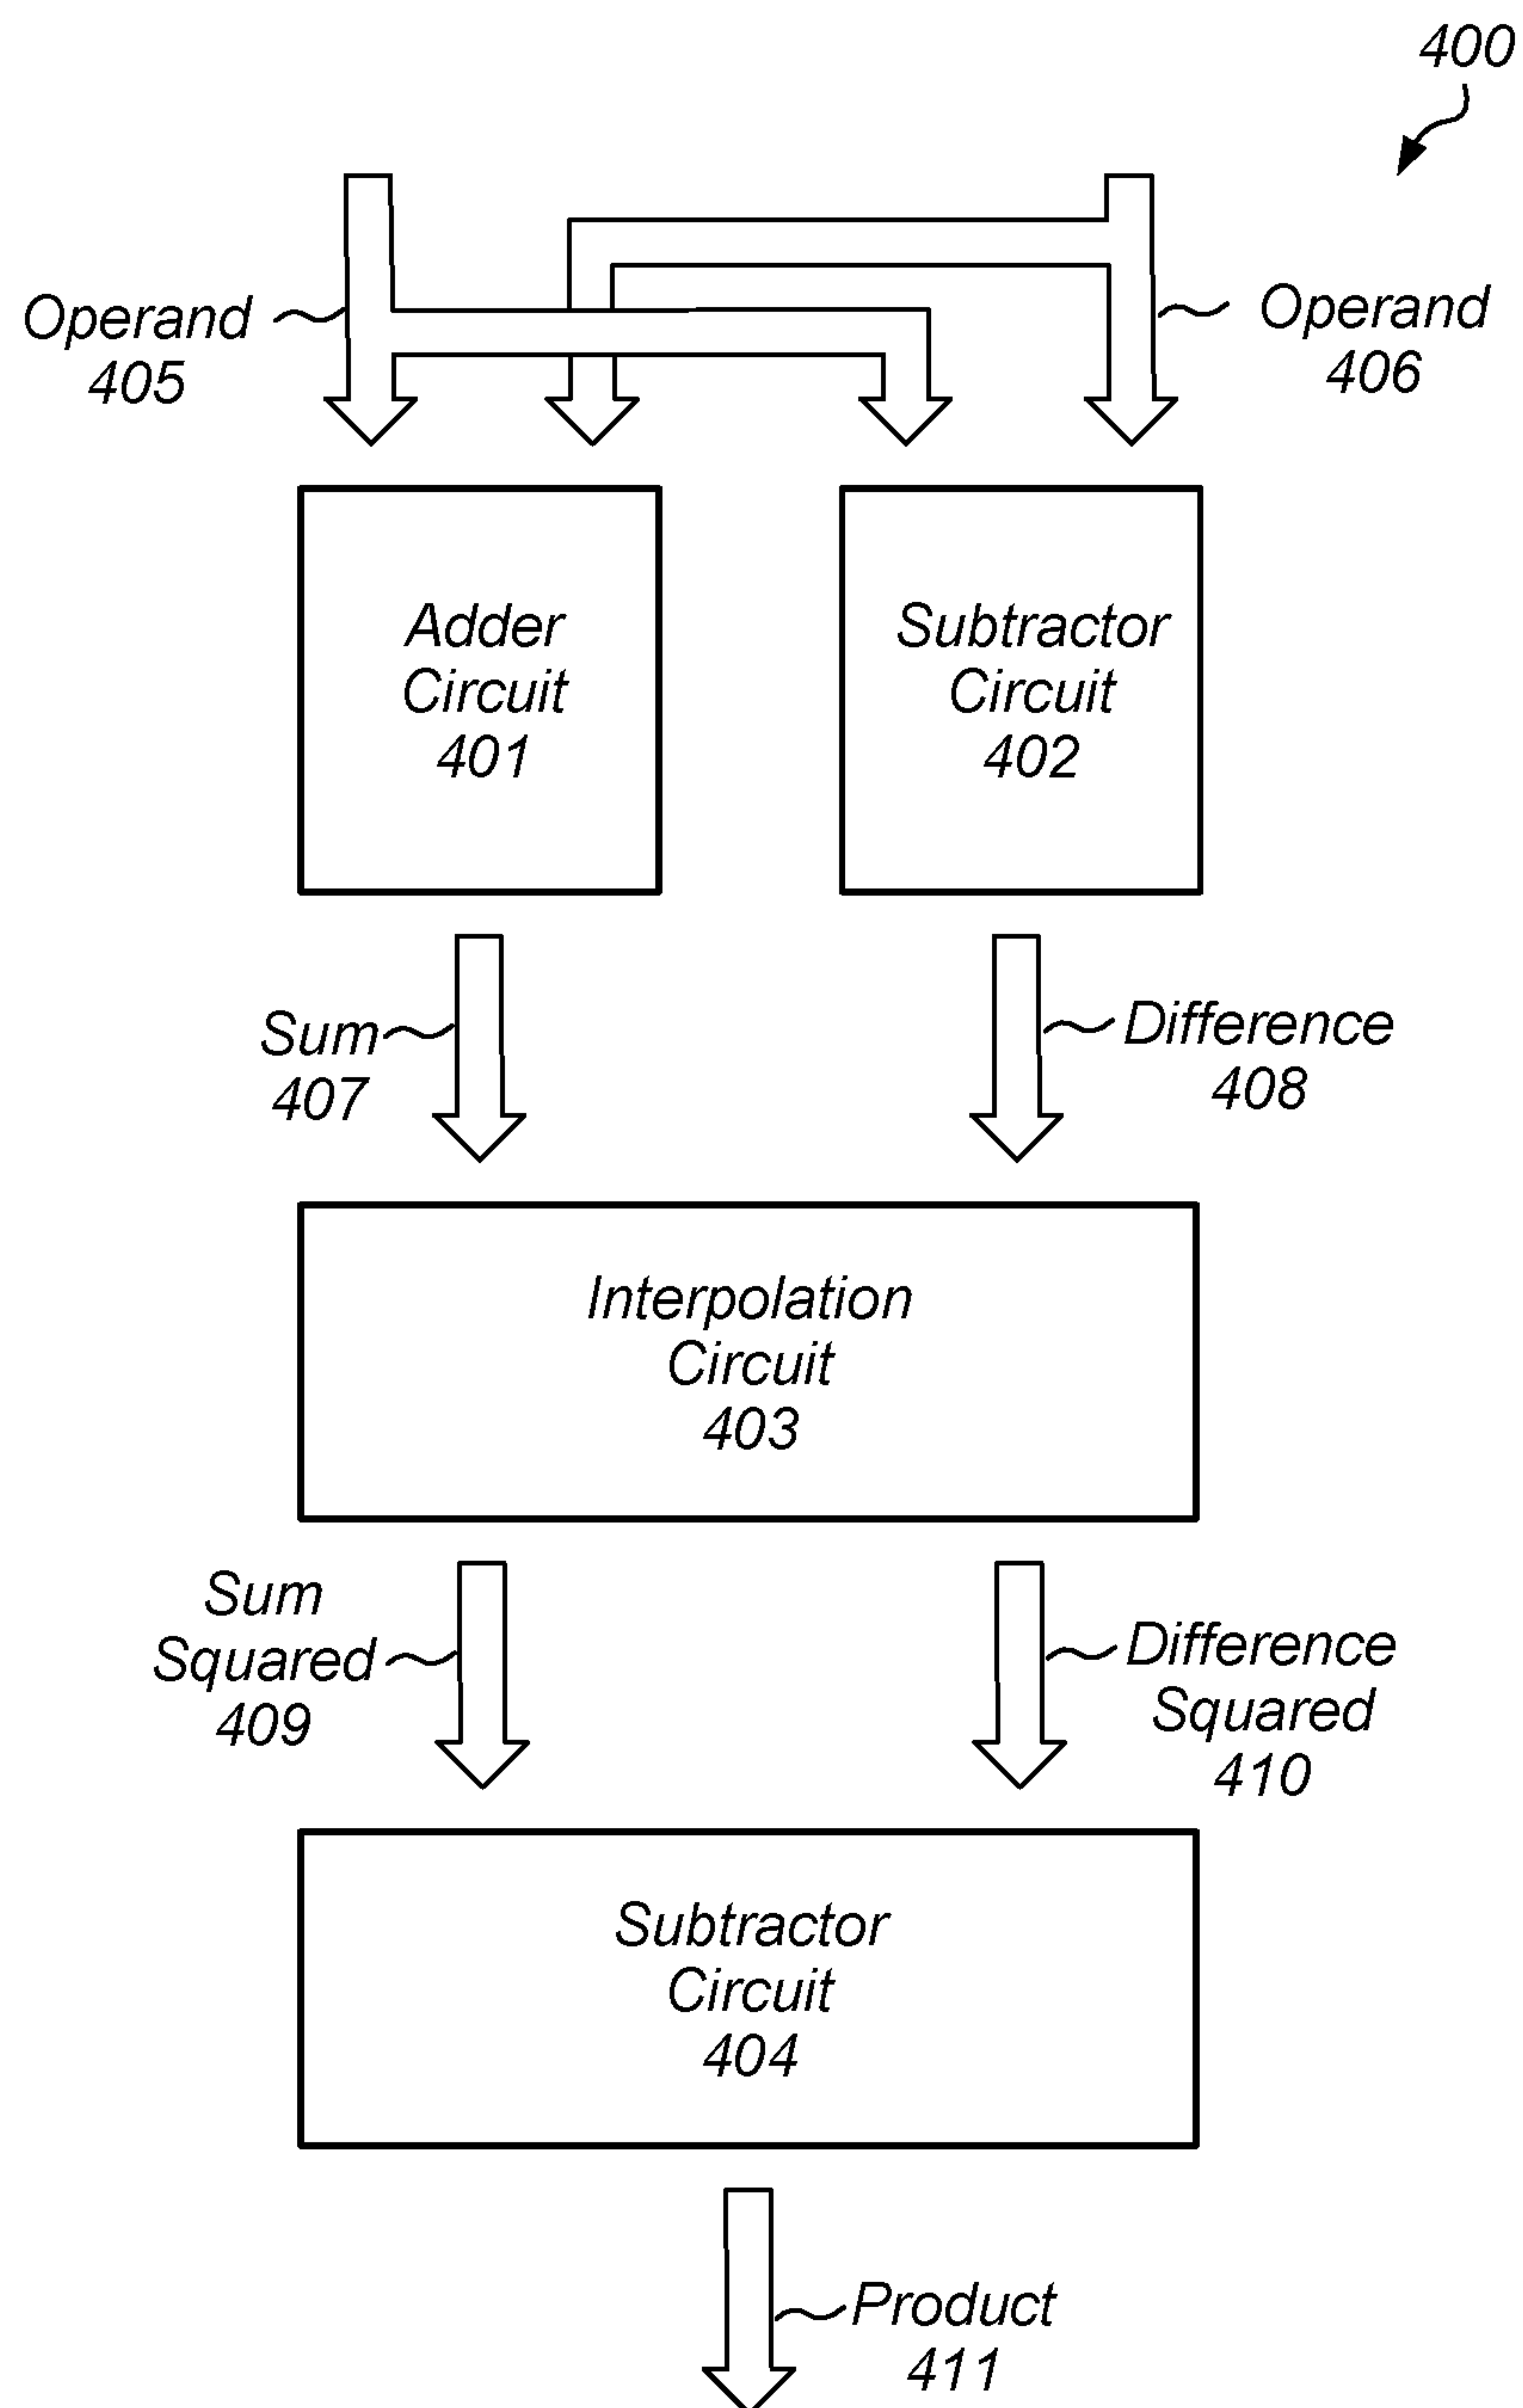 400
Operand
405
Operand
406
Adder
Circuit
401
Subtractor
Circuit
402
Sum
407
Difference
408
Interpolation
Circuit
403
Sum
Squared
409
Difference
Squared
410
Subtractor
Circuit
404
Product
411